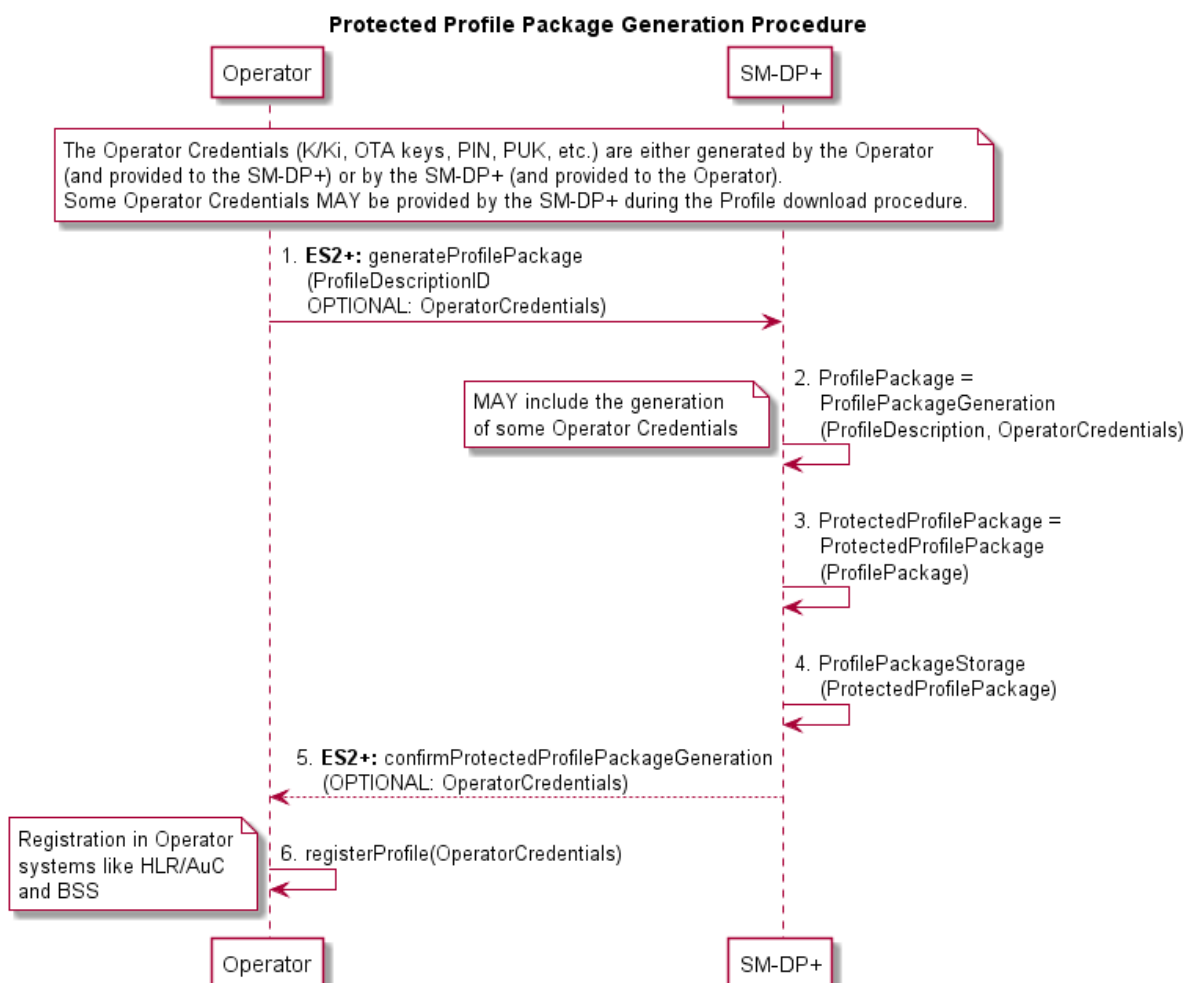 Protected Profile Package Generation Procedure
Operator
SM-DP+
The Operator Credentials (K/Ki, OTA keys, PIN, PUK, etc.) are either generated by the Operator
(and provided to the SM-DP+) or by the SM-DP+ (and provided to the Operator).
Some Operator Credentials MAY be provided by the SM-DP+ during the Profile download procedure.
1. ES2+: generateProfilePackage
(ProfileDescriptionID
OPTIONAL: OperatorCredentials)
MAY include the generation
of some Operator Credentials
2. ProfilePackage =
ProfilePackageGeneration
(ProfileDescription, OperatorCredentials)
3. ProtectedProfilePackage =
ProtectedProfilePackage
(ProfilePackage)
4. ProfilePackageStorage
(ProtectedProfilePackage)
5. ES2+: confirmProtectedProfilePackageGeneration
(OPTIONAL: OperatorCredentials)
Registration in Operator
systems like HLR/AuC
and BSS
6. registerProfile(OperatorCredentials)
Operator
SM-DP+